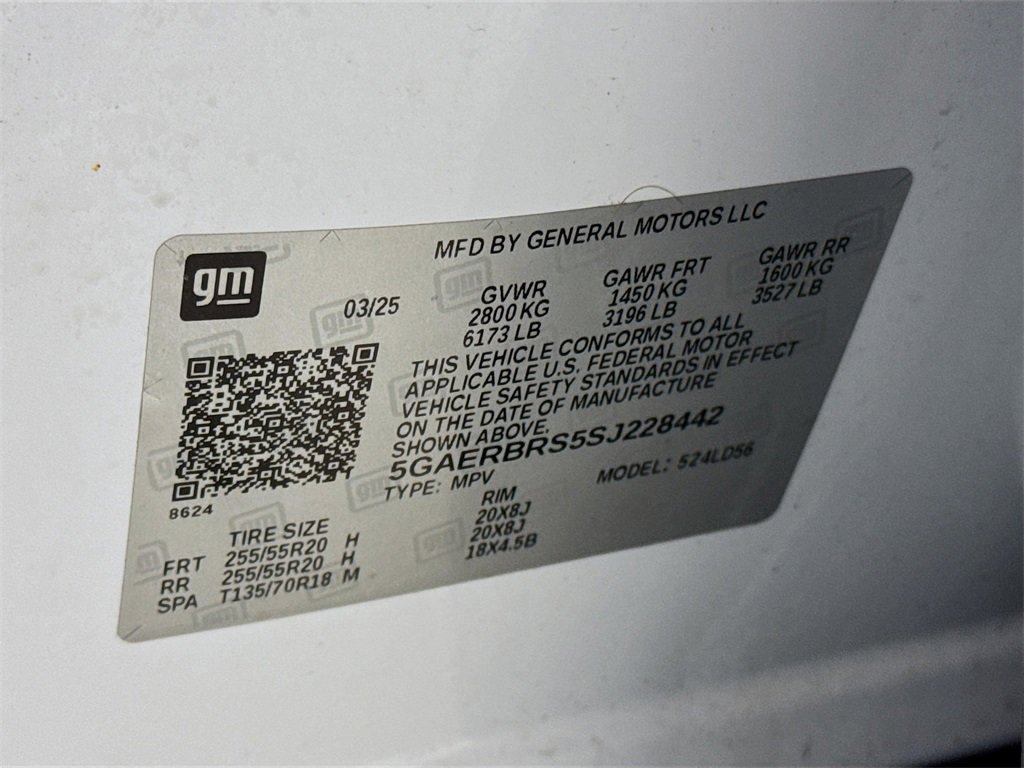 MFD BY GENERAL MOTORS LLC
gm
03/25
GVWR
2800 KG
6173 LB
GAWR FRT
1450 KG
3196 LB
GAWR RR
1600 KG
3527 LB
THIS VEHICLE CONFORMS TO ALL
APPLICABLE U.S. FEDERAL MOTOR
VEHICLE SAFETY STANDARDS IN EFFECT
ON THE DATE OF MANUFACTURE
SHOWN ABOVE.
5GAERBRS5SJ228442
TYPE: MPV
MODEL: 524LD56
8624
TIRE SIZE RIM
FRT 255/55R20 H 20X8J
RR 255/55R20 H 20X8J
SPA T135/70R18 M 18X4.5B